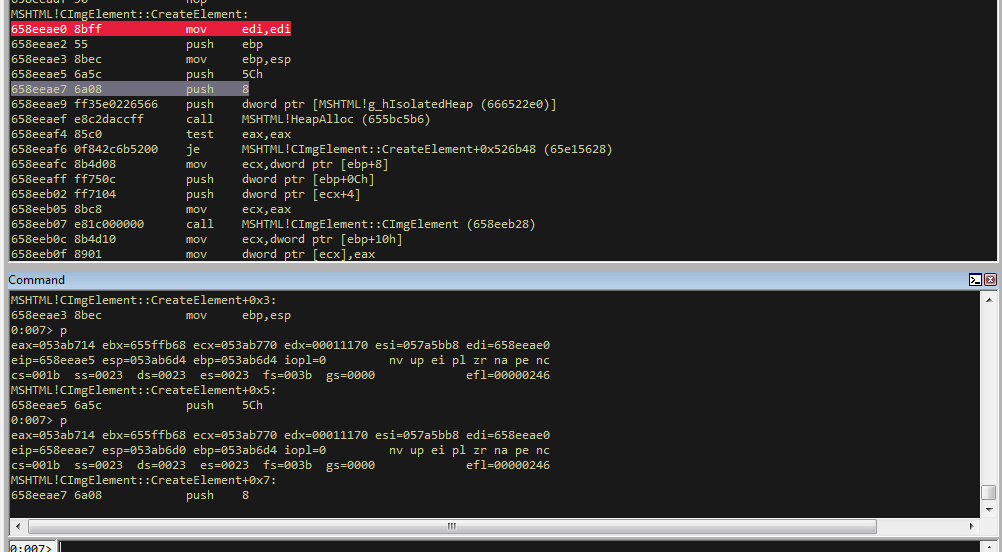 MSHTML!CImgElement::CreateElement:
658eeae0 8bff mov edi,edi
658eeae2 55 push ebp
658eeae3 8bec mov ebp,esp
658eeae5 6a5c push 5Ch
658eeae7 6a08 push 8
658eeae9 ff35e0226566 push dword ptr [MSHTML!g_hIsolatedHeap (666522e0)]
658eeaef e8c2daccff call MSHTML!HeapAlloc (655bc5b6)
658eeaf4 85c0 test eax,eax
658eeaf6 0f842c6b5200 je MSHTML!CImgElement::CreateElement+0x526b48 (65e15628)
658eeafc 8b4d08 mov ecx,dword ptr [ebp+8]
658eeaff ff750c push dword ptr [ebp+0Ch]
658eeb02 ff7104 push dword ptr [ecx+4]
658eeb05 8bc8 mov ecx,eax
658eeb07 e81c000000 call MSHTML!CImgElement::CImgElement (658eeb28)
658eeb0c 8b4d10 mov ecx,dword ptr [ebp+10h]
658eeb0f 8901 mov dword ptr [ecx],eax
Command
MSHTML!CImgElement::CreateElement+0x3:
658eeae3 8bec mov ebp,esp
0:007> p
eax=053ab714 ebx=655ffb68 ecx=053ab770 edx=00011170 esi=057a5bb8 edi=658eeae0
eip=658eeae5 esp=053ab6d4 ebp=053ab6d4 iopl=0 nv up ei pl zr na pe nc
cs=001b ss=0023 ds=0023 es=0023 fs=003b gs=0000 efl=00000246
MSHTML!CImgElement::CreateElement+0x5:
658eeae5 6a5c push 5Ch
0:007> p
eax=053ab714 ebx=655ffb68 ecx=053ab770 edx=00011170 esi=057a5bb8 edi=658eeae0
eip=658eeae7 esp=053ab6d0 ebp=053ab6d4 iopl=0 nv up ei pl zr na pe nc
cs=001b ss=0023 ds=0023 es=0023 fs=003b gs=0000 efl=00000246
MSHTML!CImgElement::CreateElement+0x7:
658eeae7 6a08 push 8
0:007>